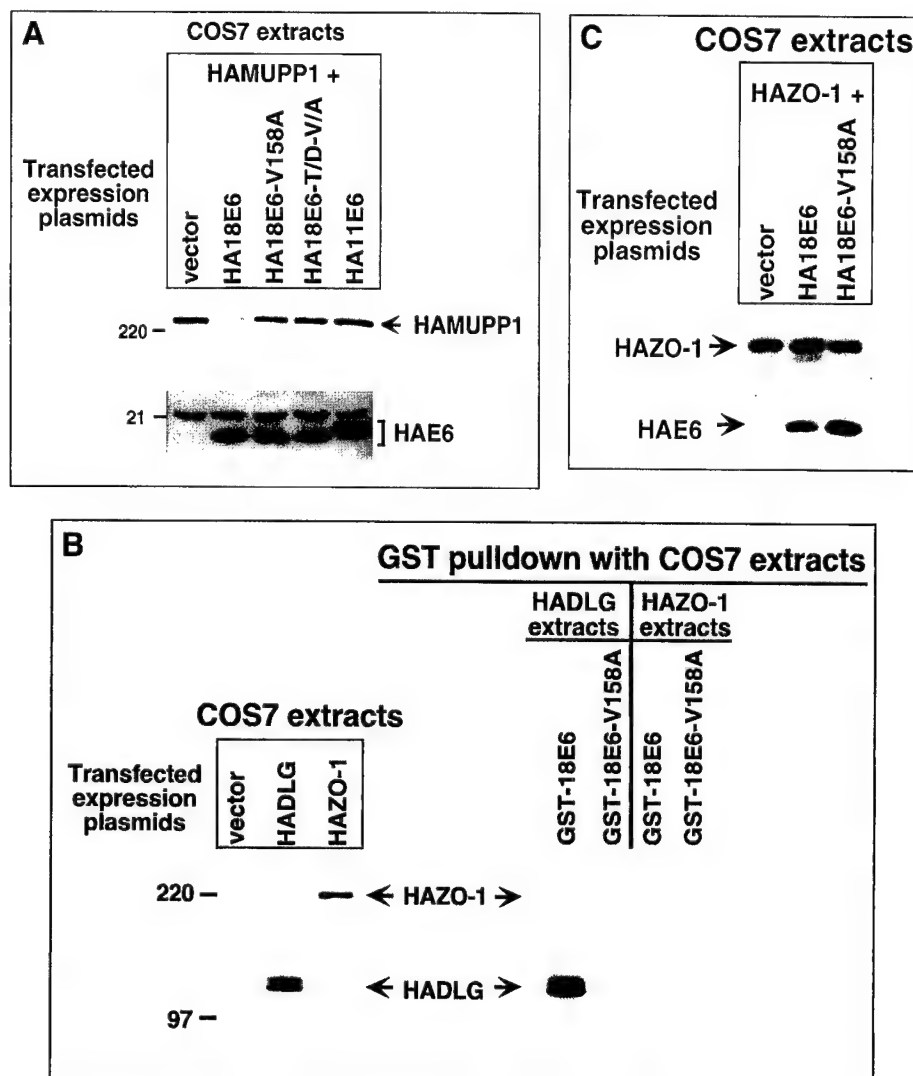 A
COS7 extracts
HAMUPP1 +
Transfected
expression
plasmids
vector
HA18E6
HA18E6-V158A
HA18E6-T/D-V/A
HA11E6
220
HAMUPP1
21
HAE6
C
COS7 extracts
HAZO-1 +
Transfected
expression
plasmids
vector
HA18E6
HA18E6-V158A
HAZO-1
HAE6
B
GST pulldown with COS7 extracts
HADLG
extracts
HAZO-1
extracts
GST-18E6
GST-18E6-V158A
GST-18E6
GST-18E6-V158A
COS7 extracts
Transfected
expression
plasmids
vector
HADLG
HAZO-1
220
HAZO-1
HADLG
97